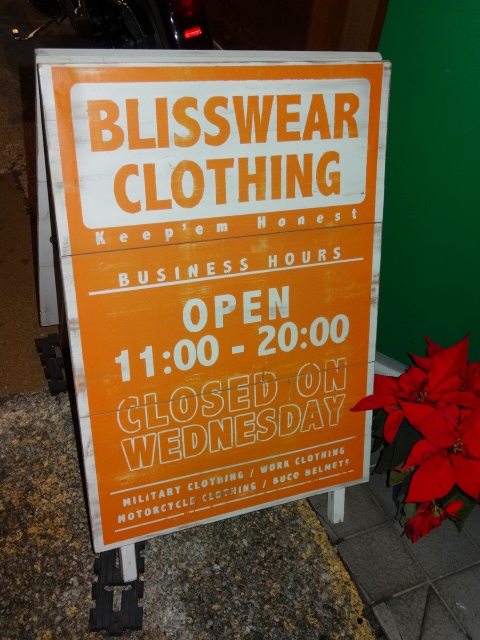 BLISSWEAR
CLOTHING
Keep'em Honest
BUSINESS HOURS
OPEN
11:00 - 20:00
CLOSED ON
WEDNESDAY
MILITARY CLOTHING / WORK CLOTHING
MOTORCYCLE CLOTHING / BUCO HELMETS